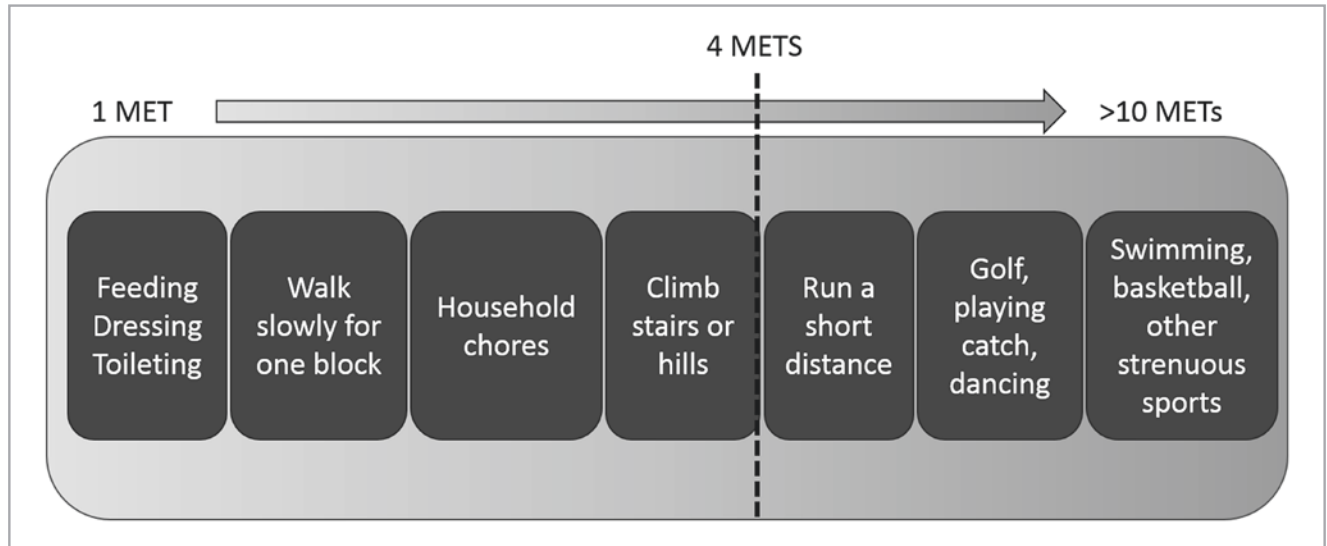 4 METS
1 MET
>10 METs
Feeding
Dressing
Toileting
Walk
slowly for
one block
Household
chores
Climb
stairs or
hills
Run a
short
distance
Golf,
playing
catch,
dancing
Swimming,
basketball,
other
strenuous
sports